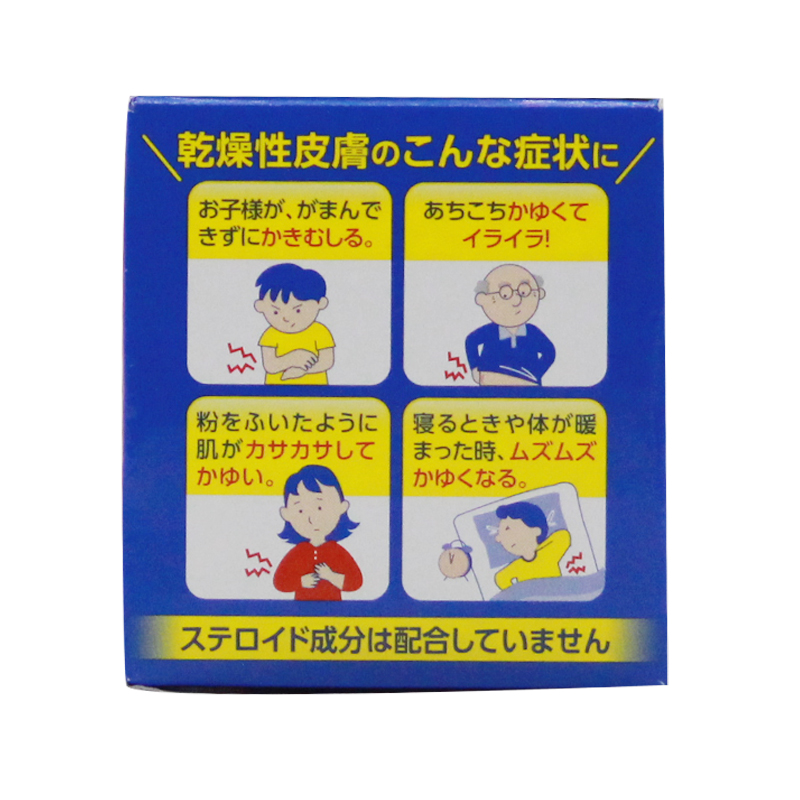 乾燥性皮膚のこんな症状に
お子様が、がまんで
きずにかきむしる。
あちこちかゆくて
イライラ!
粉をふいたように
肌がカサカサして
かゆい。
寝るときや体が暖
まった時、ムズムズ
かゆくなる。
ステロイド成分は配合していません